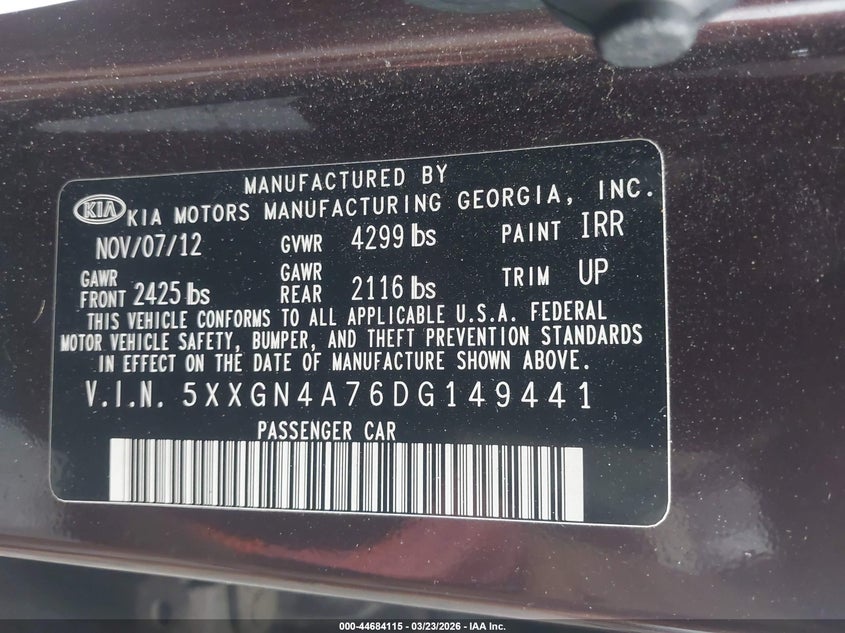 MANUFACTURED BY
KIA KIA MOTORS MANUFACTURING GEORGIA, INC.
NOV/07/12 GVWR 4299 lbs PAINT IRR
GAWR FRONT 2425 lbs GAWR REAR 2116 lbs TRIM UP
THIS VEHICLE CONFORMS TO ALL APPLICABLE U.S.A. FEDERAL
MOTOR VEHICLE SAFETY, BUMPER, AND THEFT PREVENTION STANDARDS
IN EFFECT ON THE DATE OF MANUFACTURE SHOWN ABOVE.
V.I.N. 5XXGN4A76DG149441
PASSENGER CAR
000-44684115 - 03/23/2026 - IAA Inc.